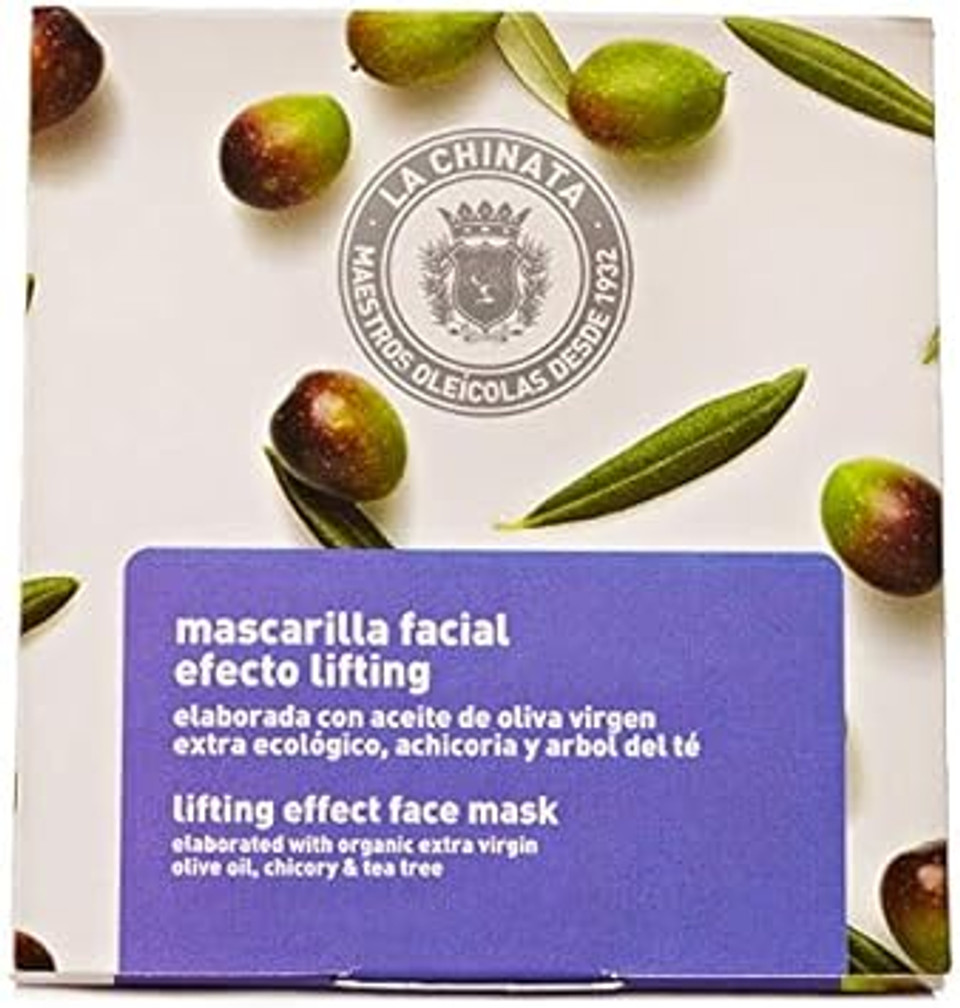 LA CHINATA
MAESTROS OLEÍCOLAS DESDE 1932
mascarilla facial
efecto lifting
elaborada con aceite de oliva virgen
extra ecológico, achicoria y arbol del té
lifting effect face mask
elaborated with organic extra virgin
olive oil, chicory & tea tree